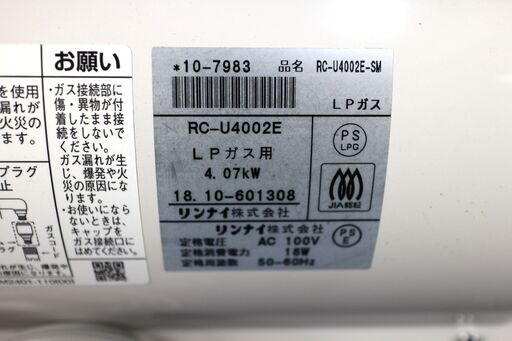 お願い
・ガス接続部に
傷・異物が付
着したまま接
続をしないで
ください。
ガス漏れが生
じ、爆発や火
災の原因にな
ります。
・お使いになら
ないときは、
キャップを
ガス接続口に
はめてください。
を使用
漏れが
火災の
プラグ
止
ガスコード
*10-7983 品名 RC-U4002E-SM
LPガス
RC-U4002E
LPガス用
4.07kW
18.10-601308
リンナイ株式会社
PS
LPG
JIA認証
リンナイ株式会社
定格電圧 AC 100V
定格消費電力 15W
定格周波数 50-60Hz
PS
E